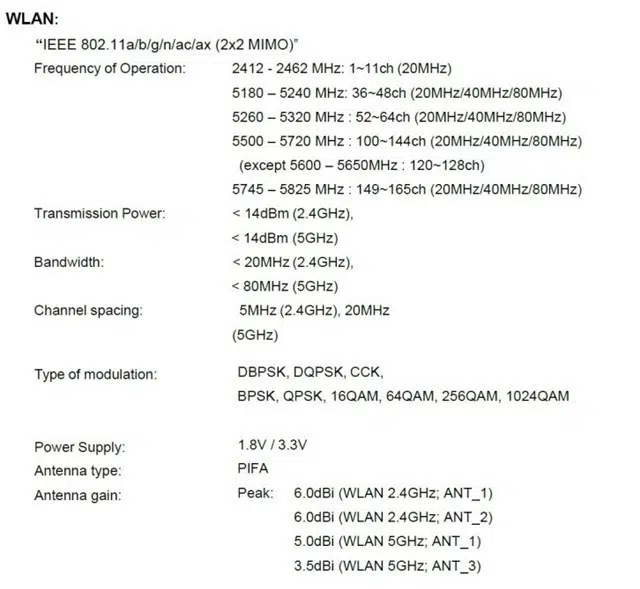 WLAN:
“IEEE 802.11a/b/g/n/ac/ax (2x2 MIMO)”
Frequency of Operation: 2412 - 2462 MHz: 1~11ch (20MHz)
5180 – 5240 MHz: 36~48ch (20MHz/40MHz/80MHz)
5260 – 5320 MHz : 52~64ch (20MHz/40MHz/80MHz)
5500 – 5720 MHz : 100~144ch (20MHz/40MHz/80MHz)
(except 5600 – 5650MHz : 120~128ch)
5745 – 5825 MHz : 149~165ch (20MHz/40MHz/80MHz)
Transmission Power: < 14dBm (2.4GHz),
< 14dBm (5GHz)
Bandwidth: < 20MHz (2.4GHz),
< 80MHz (5GHz)
Channel spacing: 5MHz (2.4GHz), 20MHz
(5GHz)
Type of modulation: DBPSK, DQPSK, CCK,
BPSK, QPSK, 16QAM, 64QAM, 256QAM, 1024QAM
Power Supply: 1.8V / 3.3V
Antenna type: PIFA
Antenna gain: Peak: 6.0dBi (WLAN 2.4GHz; ANT_1)
6.0dBi (WLAN 2.4GHz; ANT_2)
5.0dBi (WLAN 5GHz; ANT_1)
3.5dBi (WLAN 5GHz; ANT_3)